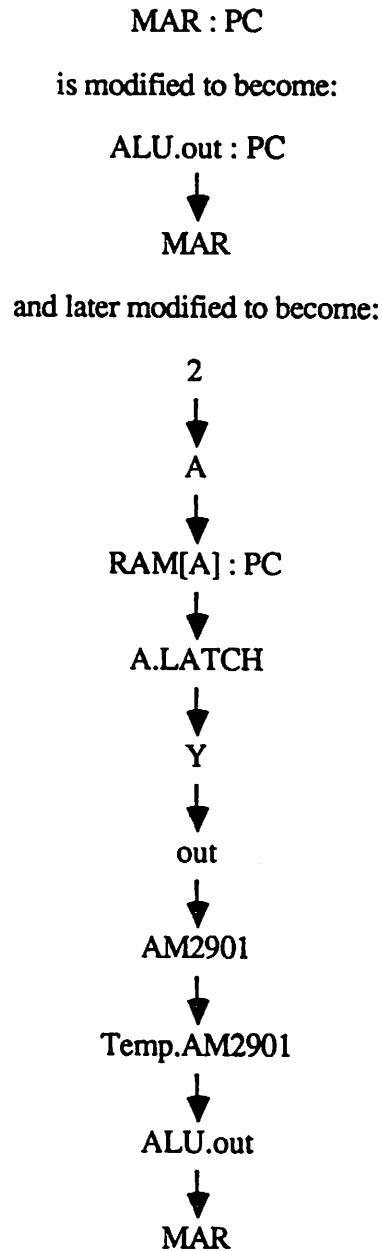 MAR : PC
is modified to become:
ALU.out : PC
MAR
and later modified to become:
2
A
RAM[A] : PC
A.LATCH
Y
out
AM2901
Temp.AM2901
ALU.out
MAR